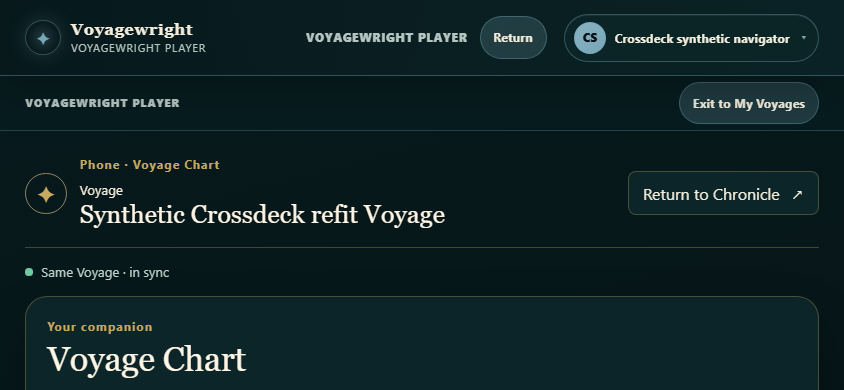 Voyagewright
VOYAGEWRIGHT PLAYER
VOYAGEWRIGHT PLAYER
Return
CS
Crossdeck synthetic navigator
VOYAGEWRIGHT PLAYER
Exit to My Voyages
Phone · Voyage Chart
Voyage
Synthetic Crossdeck refit Voyage
Return to Chronicle ↗
Same Voyage · in sync
Your companion
Voyage Chart